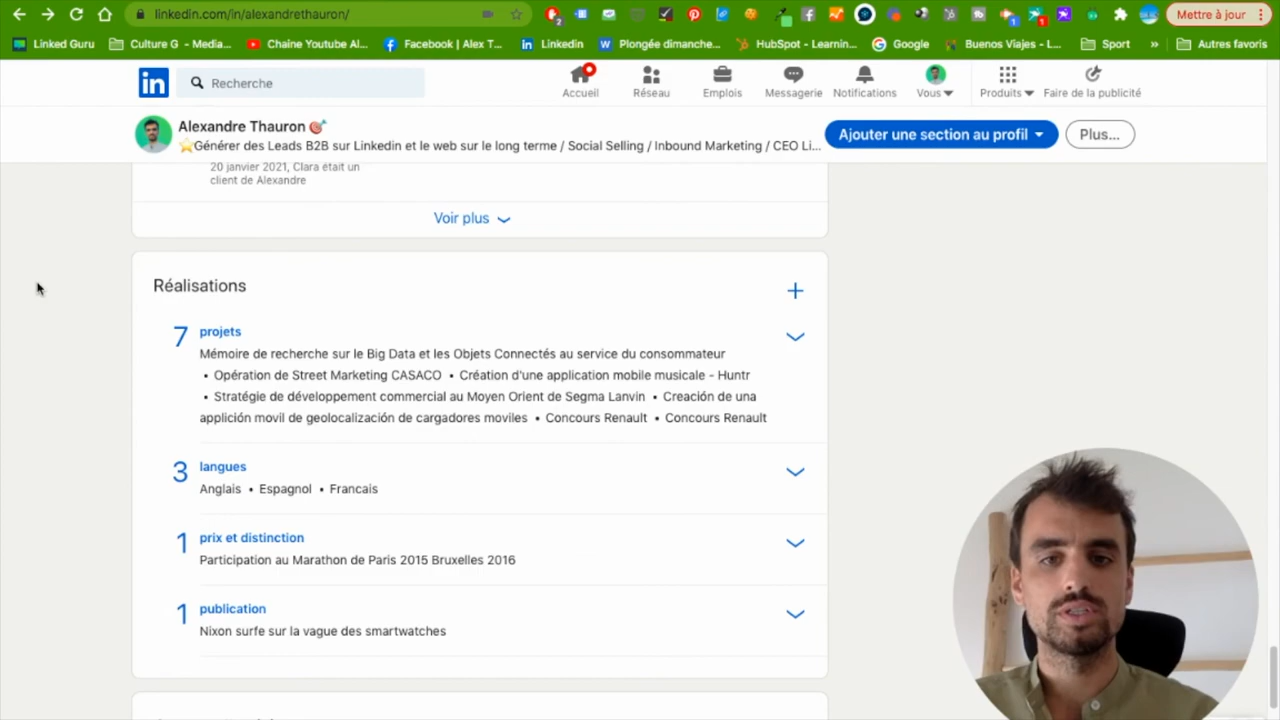 linkedin.com/in/alexandrethauron/
Mettre à jour
Linked Guru
Culture G - Media...
Chaine Youtube Al...
Facebook | Alex T...
Linkedin
Plongée dimanche...
HubSpot - Learnin...
Google
Buenos Viajes - L...
Sport
»
Autres favoris
in
Recherche
Accueil
Réseau
Emplois
Messagerie
Notifications
Vous
Produits
Faire de la publicité
Alexandre Thauron 🎯
⭐Générer des Leads B2B sur Linkedin et le web sur le long terme / Social Selling / Inbound Marketing / CEO Li...
Ajouter une section au profil
Plus...
20 janvier 2021, Clara était un
client de Alexandre
Voir plus
Réalisations
7 projets
Mémoire de recherche sur le Big Data et les Objets Connectés au service du consommateur
• Opération de Street Marketing CASACO • Création d'une application mobile musicale - Huntr
• Stratégie de développement commercial au Moyen Orient de Segma Lanvin • Creación de una
applición movil de geolocalización de cargadores moviles • Concours Renault • Concours Renault
3 langues
Anglais • Espagnol • Francais
1 prix et distinction
Participation au Marathon de Paris 2015 Bruxelles 2016
1 publication
Nixon surfe sur la vague des smartwatches